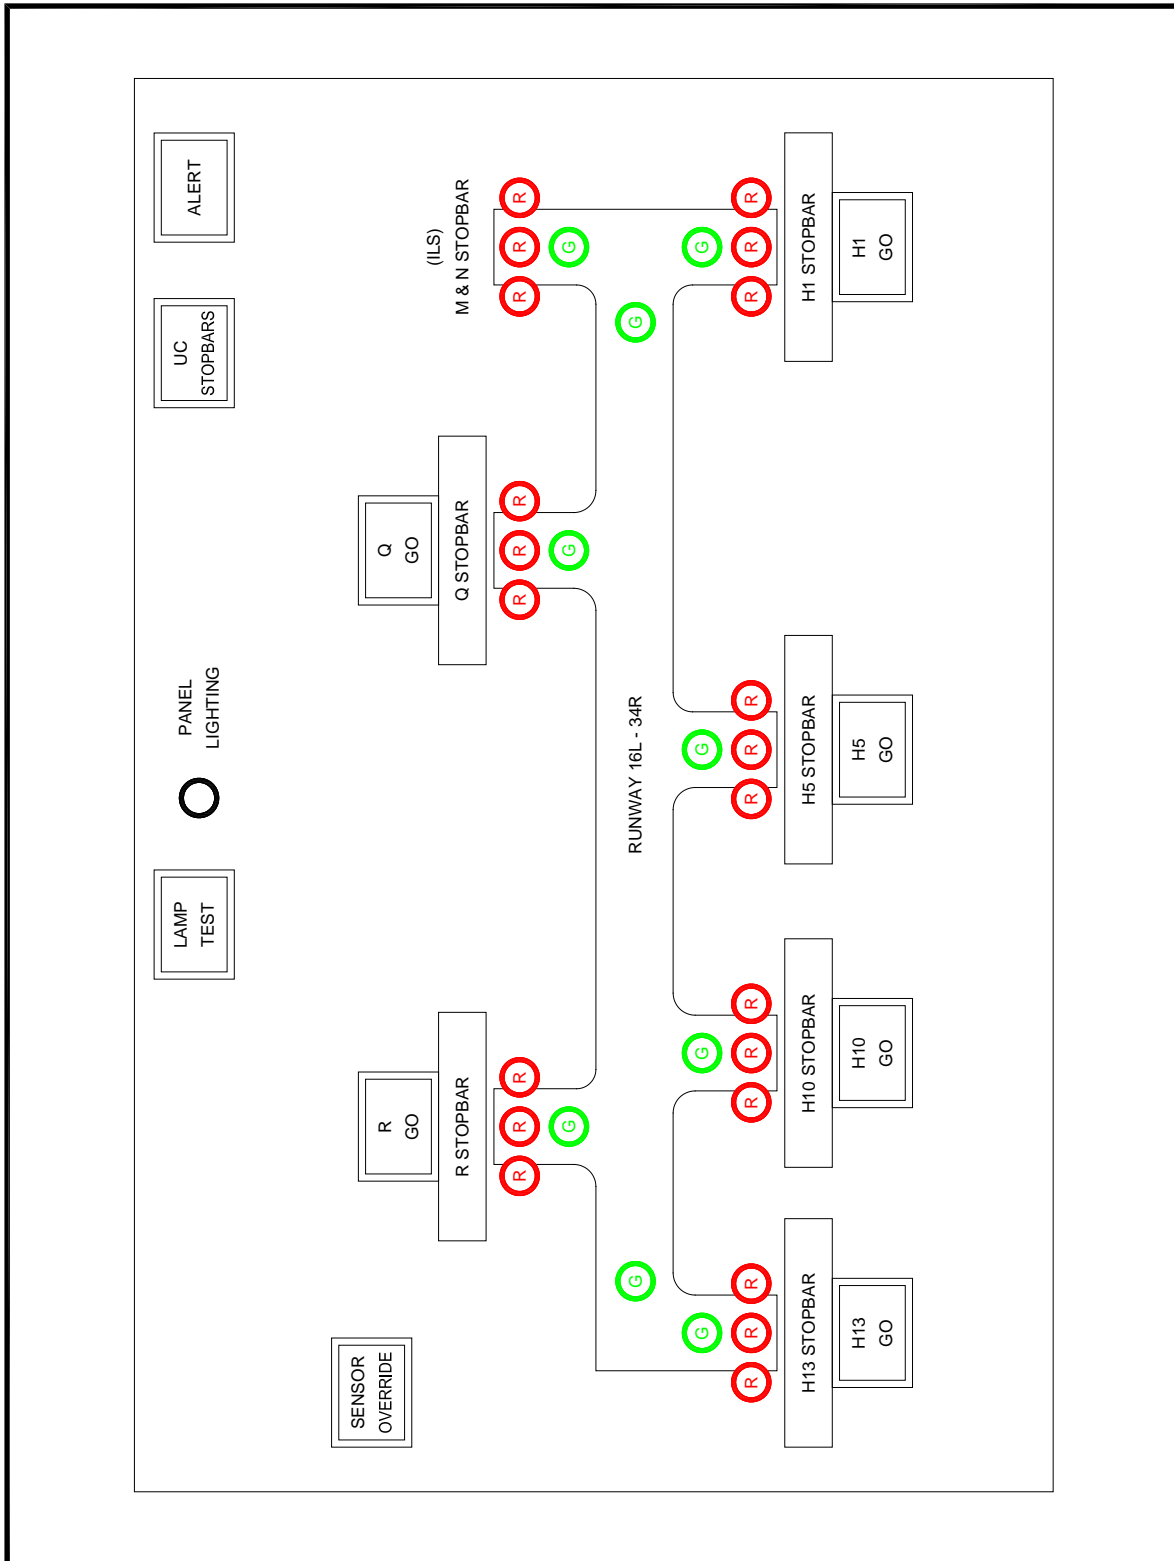 LAMP
TEST
PANEL
LIGHTING
UC
STOPBARS
ALERT
SENSOR
OVERRIDE
R
GO
Q
GO
(ILS)
M & N STOPBAR
R STOPBAR
Q STOPBAR
R R R
R R R
R R R
G
G
G
G
RUNWAY 16L - 34R
G
G
G
G
G
R R R
R R R
R R R
R R R
H13 STOPBAR
H10 STOPBAR
H5 STOPBAR
H1 STOPBAR
H13
GO
H10
GO
H5
GO
H1
GO